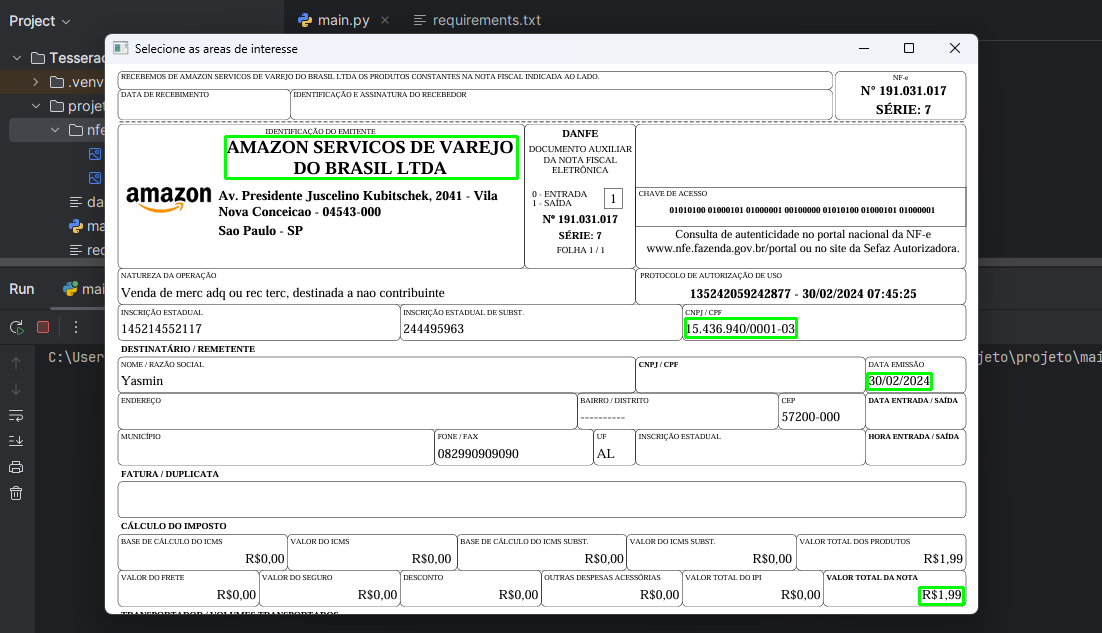 Project
main.py
requirements.txt
Selecione as areas de interesse
Tesserac
.venv
projet
nfe
da
ma
rec
Run
mai
C:\User
jeto\projeto\mai
RECEBEMOS DE AMAZON SERVICOS DE VAREJO DO BRASIL LTDA OS PRODUTOS CONSTANTES NA NOTA FISCAL INDICADA AO LADO.
DATA DE RECEBIMENTO
IDENTIFICAÇÃO E ASSINATURA DO RECEBEDOR
NF-e
N° 191.031.017
SÉRIE: 7
IDENTIFICAÇÃO DO EMITENTE
AMAZON SERVICOS DE VAREJO
DO BRASIL LTDA
amazon
Av. Presidente Juscelino Kubitschek, 2041 - Vila
Nova Conceicao - 04543-000
Sao Paulo - SP
DANFE
DOCUMENTO AUXILIAR
DA NOTA FISCAL
ELETRÔNICA
0 - ENTRADA
1 - SAÍDA
1
Nº 191.031.017
SÉRIE: 7
FOLHA 1 / 1
CHAVE DE ACESSO
01010100 01000101 01000001 00100000 01010100 01000101 01000001
Consulta de autenticidade no portal nacional da NF-e
www.nfe.fazenda.gov.br/portal ou no site da Sefaz Autorizadora.
NATUREZA DA OPERAÇÃO
Venda de merc adq ou rec terc, destinada a nao contribuinte
PROTOCOLO DE AUTORIZAÇÃO DE USO
135242059242877 - 30/02/2024 07:45:25
INSCRIÇÃO ESTADUAL
145214552117
INSCRIÇÃO ESTADUAL DE SUBST.
244495963
CNPJ / CPF
15.436.940/0001-03
DESTINATÁRIO / REMETENTE
NOME / RAZÃO SOCIAL
Yasmin
CNPJ / CPF
DATA EMISSÃO
30/02/2024
ENDEREÇO
BAIRRO / DISTRITO
----------
CEP
57200-000
DATA ENTRADA / SAÍDA
MUNICÍPIO
FONE / FAX
082990909090
UF
AL
INSCRIÇÃO ESTADUAL
HORA ENTRADA / SAÍDA
FATURA / DUPLICATA
CÁLCULO DO IMPOSTO
BASE DE CÁLCULO DO ICMS
R$0,00
VALOR DO ICMS
R$0,00
BASE DE CÁLCULO DO ICMS SUBST.
R$0,00
VALOR DO ICMS SUBST.
R$0,00
VALOR TOTAL DOS PRODUTOS
R$1,99
VALOR DO FRETE
R$0,00
VALOR DO SEGURO
R$0,00
DESCONTO
R$0,00
OUTRAS DESPESAS ACESSÓRIAS
R$0,00
VALOR TOTAL DO IPI
R$0,00
VALOR TOTAL DA NOTA
R$1,99
TRANSPORTADOR / VOLUMES TRANSPORTADOS